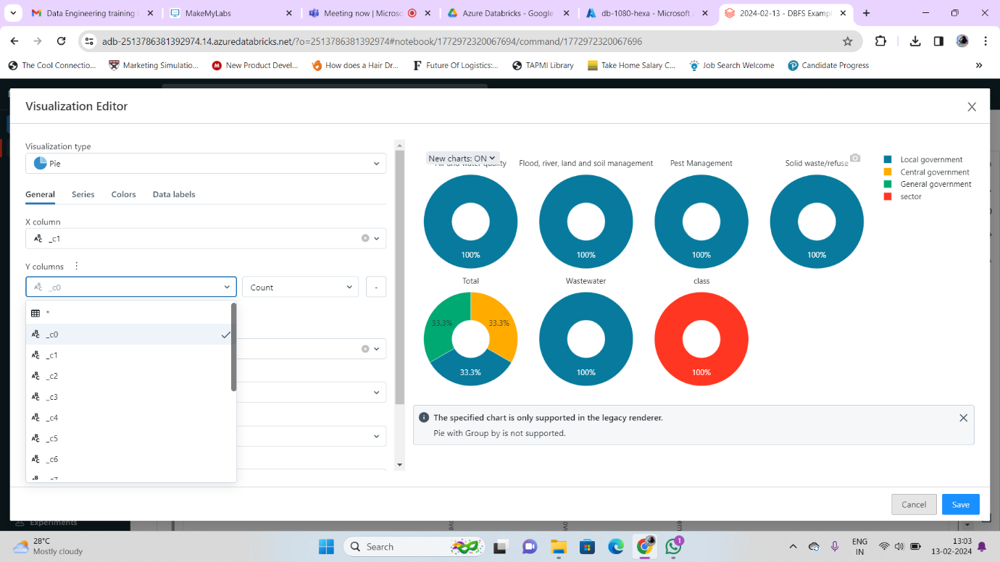 Data Engineering training
MakeMyLabs
Meeting now | Micros
Azure Databricks - Google
db-1080-hexa - Microsoft
2024-02-13 - DBFS Exampl
adb-2513786381392974.14.azuredatabricks.net/?o=2513786381392974#notebook/1772972320067694/command/1772972320067696
The Cool Connectio...
Marketing Simulatio...
New Product Devel...
How does a Hair Dr...
Future Of Logistics:...
TAPMI Library
Take Home Salary C...
Job Search Welcome
Candidate Progress
Visualization Editor
Visualization type
Pie
General Series Colors Data labels
X column
_c1
Y columns
_c0
Count
-
*
_c0
_c1
_c2
_c3
_c4
_c5
_c6
New charts: ON
Flood, river, land and soil management
Pest Management
Solid waste/refuse
100%
100%
100%
100%
Total
Wastewater
class
33.3%
33.3%
33.3%
100%
100%
Local government
Central government
General government
sector
The specified chart is only supported in the legacy renderer.
Pie with Group by is not supported.
Cancel
Save
Experiments
28°C
Mostly cloudy
Search
1
ENG
IN
13:03
13-02-2024